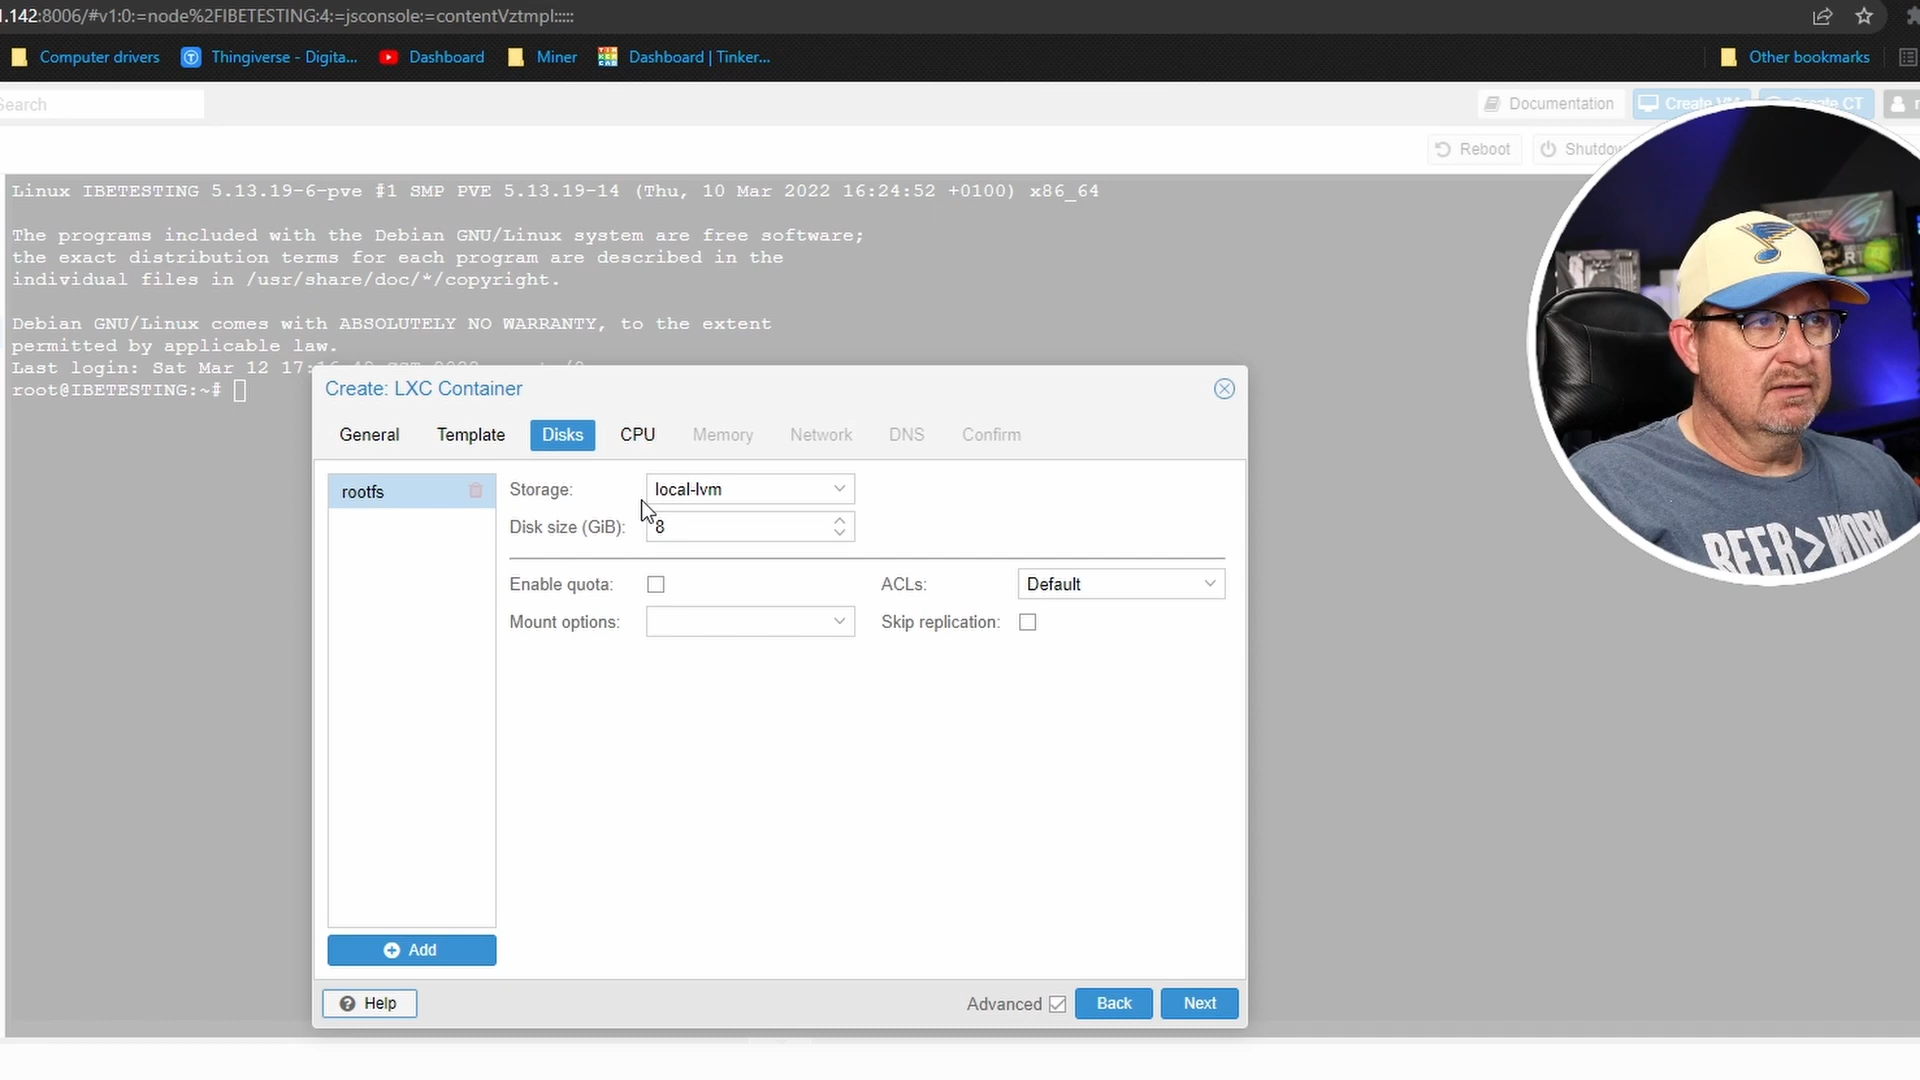 .142:8006/#v1:0:=node%2FIBETESTING:4:=jsconsole:=contentVztmpl:::::
Computer drivers Thingiverse - Digita... Dashboard Miner Dashboard | Tinker... Other bookmarks
Search Documentation Create CT
Reboot Shutdow
Linux IBETESTING 5.13.19-6-pve #1 SMP PVE 5.13.19-14 (Thu, 10 Mar 2022 16:24:52 +0100) x86_64
The programs included with the Debian GNU/Linux system are free software;
the exact distribution terms for each program are described in the
individual files in /usr/share/doc/*/copyright.
Debian GNU/Linux comes with ABSOLUTELY NO WARRANTY, to the extent
permitted by applicable law.
Last login: Sat Mar 12 17:
root@IBETESTING:~#
Create: LXC Container
General Template Disks CPU Memory Network DNS Confirm
rootfs
Storage: local-lvm
Disk size (GiB): 8
Enable quota: ACLs: Default
Mount options: Skip replication:
Add
Help Advanced Back Next
BEER>WORK